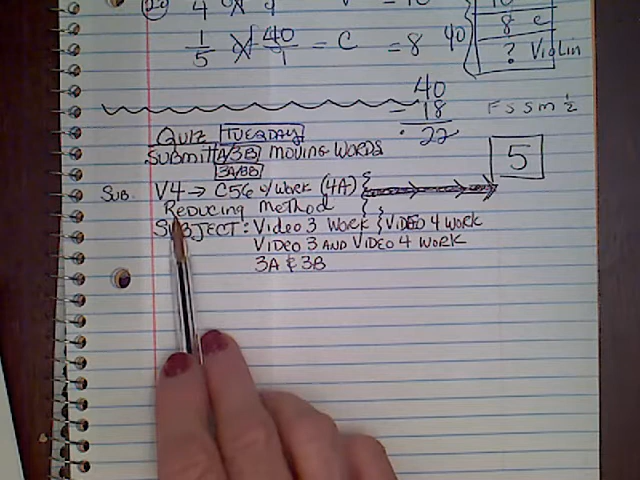 1/5 X 40/1 = C = 8 40
8 C
? Violin
40
- 18
22
FSSM 1/2
QUIZ TUESDAY
SUBMIT A/3B MOVING WORDS
3A/BB
5
SUB. V4 → C56 w/WORK (4A)
REDUCING METHOD
SUBJECT: VIDEO 3 WORK } VIDEO 4 WORK
VIDEO 3 AND VIDEO 4 WORK
3A & 3B